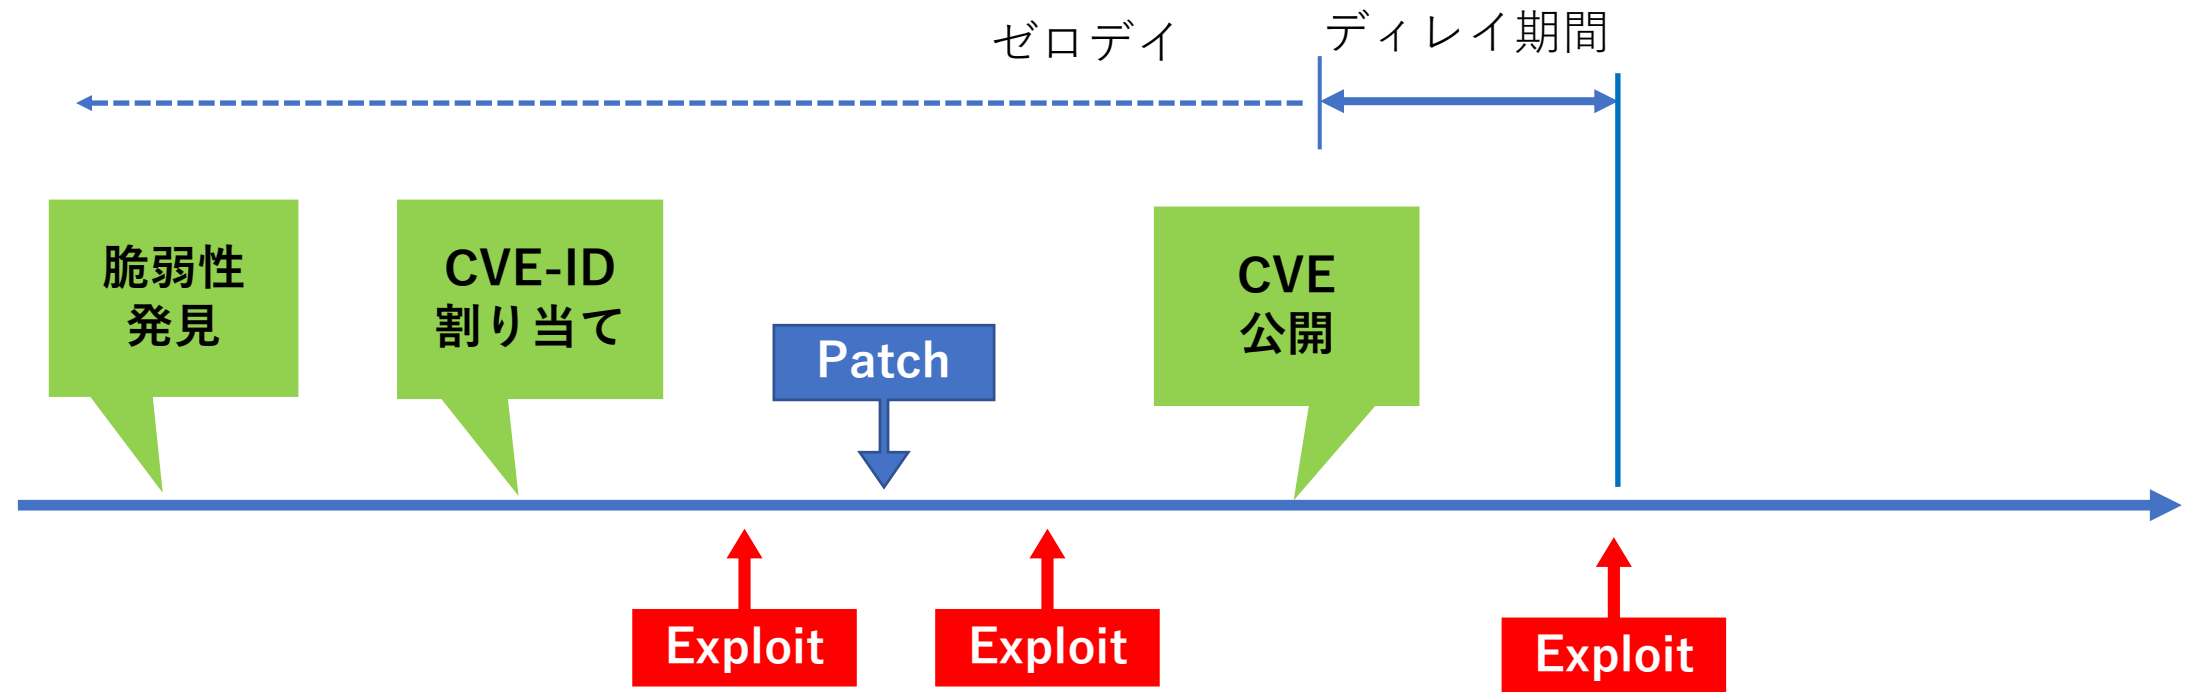 ゼロデイ
ディレイ期間
脆弱性
発見
CVE-ID
割り当て
Patch
CVE
公開
Exploit
Exploit
Exploit